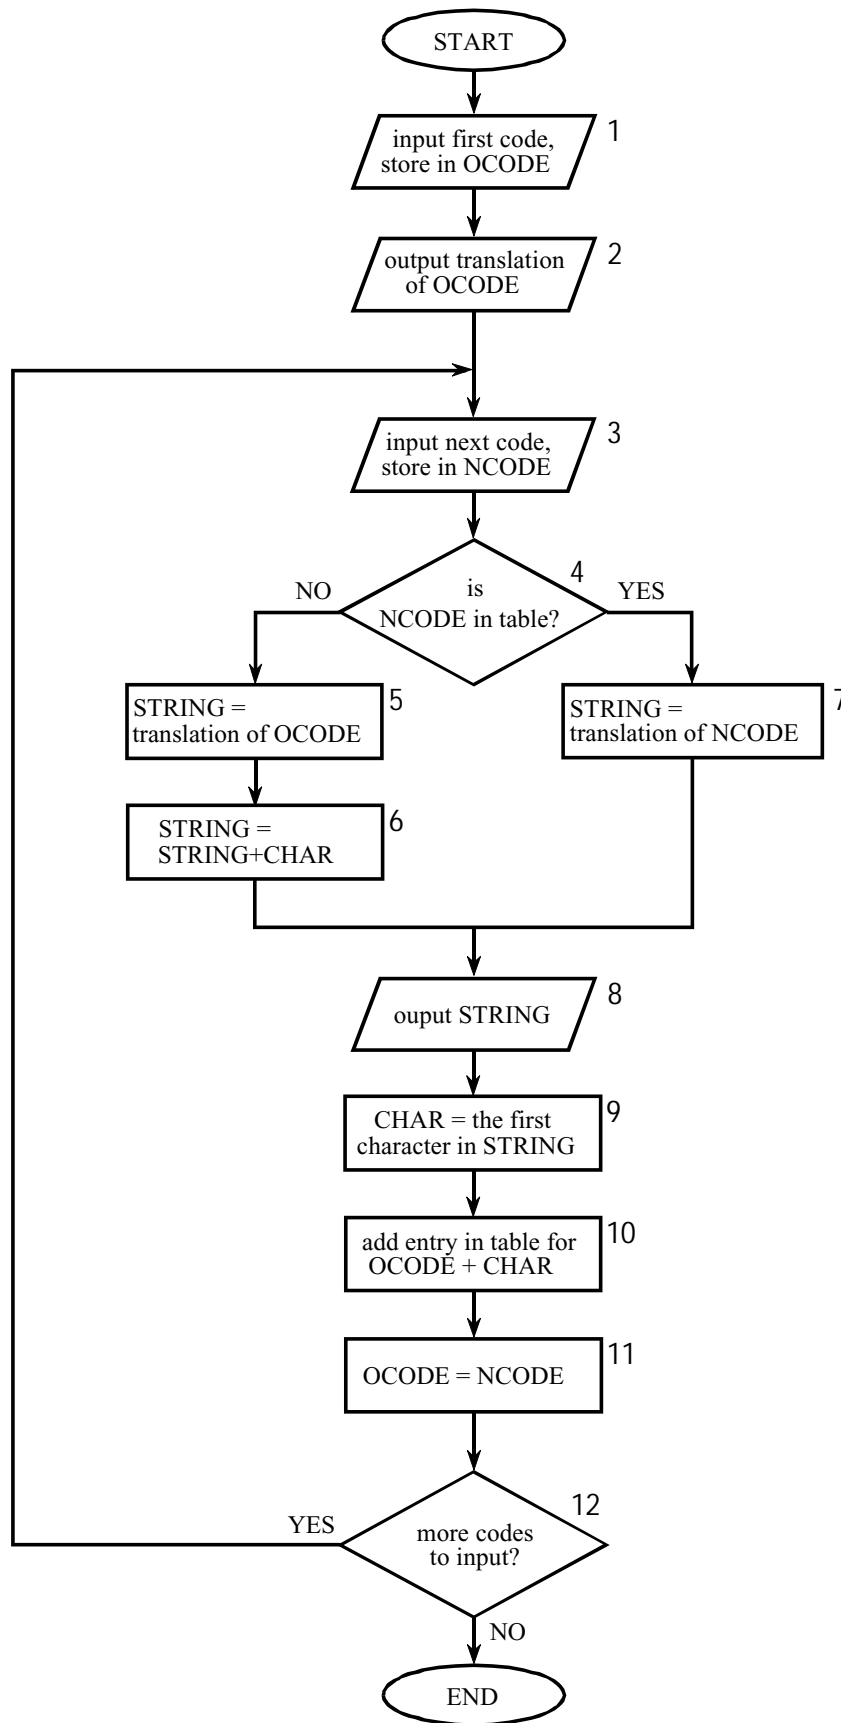 START
1
input first code,
store in OCODE
2
output translation
of OCODE
3
input next code,
store in NCODE
4
NO
is
YES
NCODE in table?
5
STRING =
translation of OCODE
7
STRING =
translation of NCODE
6
STRING =
STRING+CHAR
8
ouput STRING
9
CHAR = the first
character in STRING
10
add entry in table for
OCODE + CHAR
11
OCODE = NCODE
12
YES
more codes
to input?
NO
END